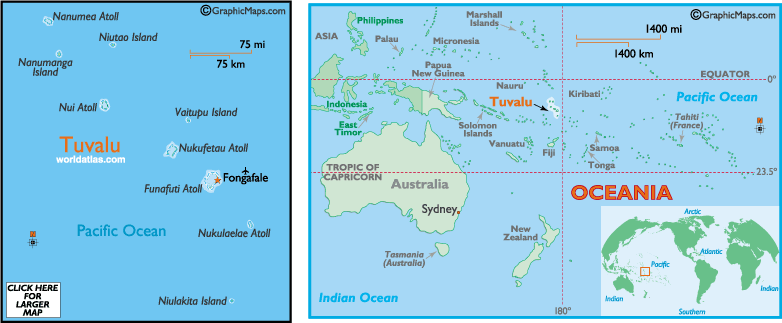 ©GraphicMaps.com
Nanumea Atoll
Niutao Island
75 mi
75 km
Nanumanga
Island
Nui Atoll
Vaitupu Island
Tuvalu
worldatlas.com
Nukufetau Atoll
Fongafale
Funafuti Atoll
Pacific Ocean
Nukulaelae Atoll
CLICK HERE
FOR
LARGER
MAP
Niulakita Island
©GraphicMaps.com
Philippines
Marshall
Islands
1400 mi
1400 km
ASIA
Palau
Micronesia
Papua
New Guinea
EQUATOR
0°
Nauru
Kiribati
Pacific Ocean
Indonesia
Tuvalu
East
Timor
Solomon
Islands
Tahiti
(France)
Vanuatu
Fiji
Samoa
Tonga
TROPIC OF
CAPRICORN
23.5°
Australia
OCEANIA
Sydney
New
Zealand
Tasmania
(Australia)
Indian Ocean
180°
Arctic
Atlantic
Pacific
Indian
Indian
Southern